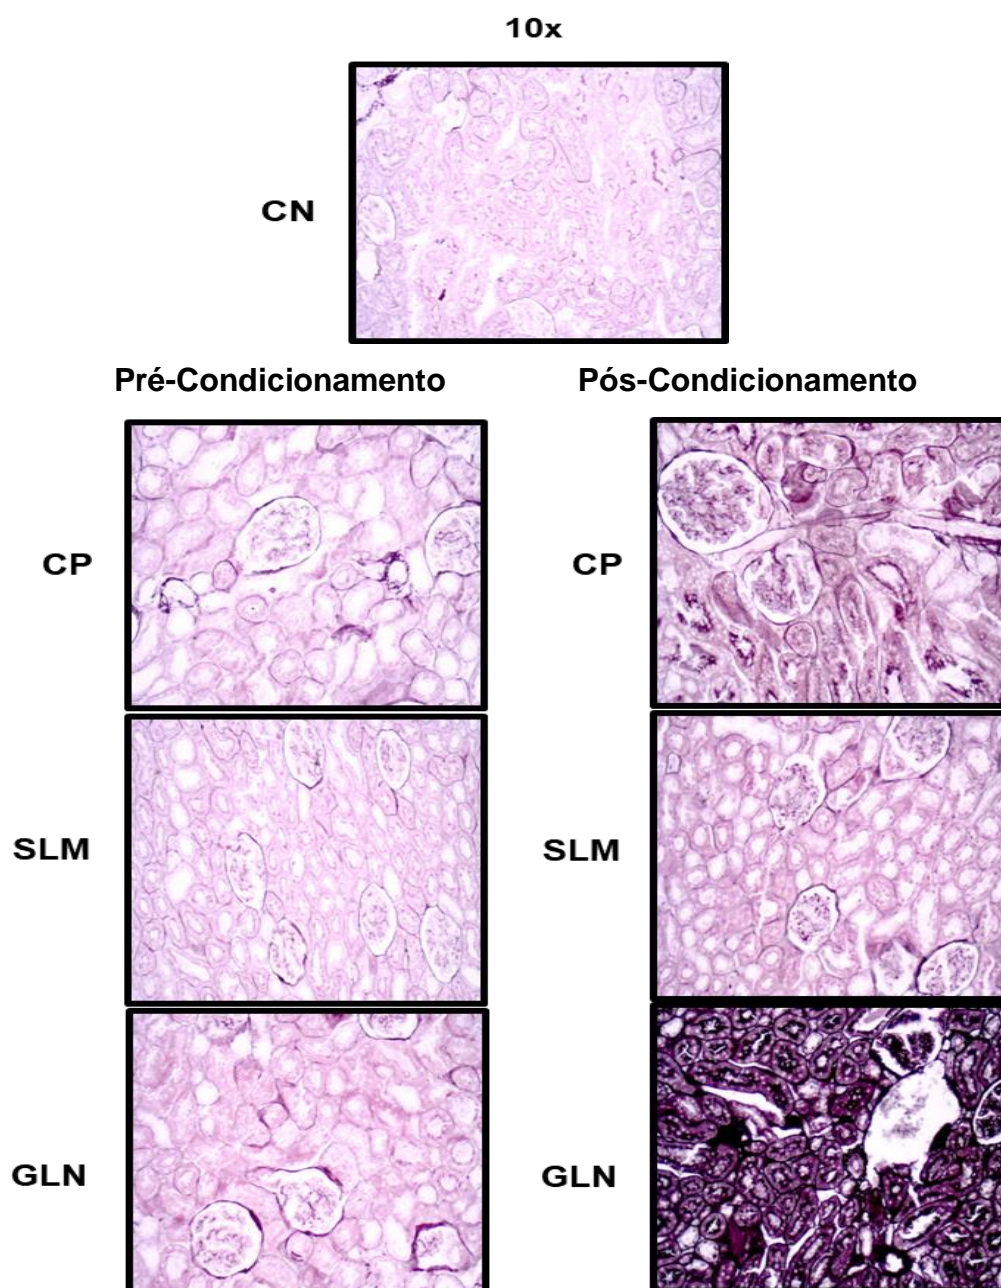 10x
CN
Pré-Condicionamento Pós-Condicionamento
CP CP
SLM SLM
GLN GLN